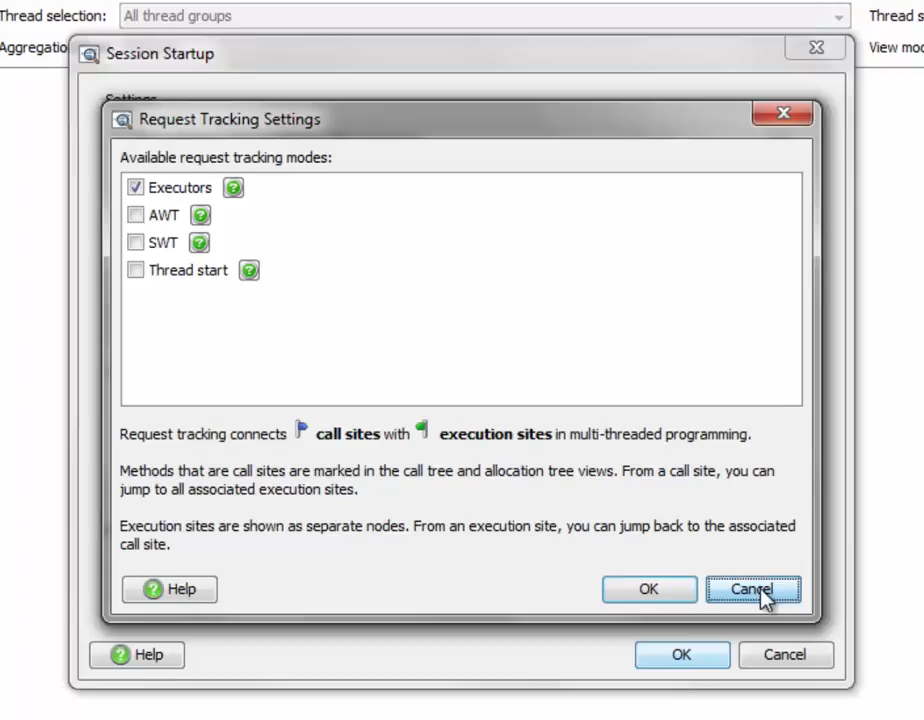 Thread selection: All thread groups Thread s
Aggregatio View mod
Session Startup
Settings
Request Tracking Settings
Available request tracking modes:
Executors
AWT
SWT
Thread start
Request tracking connects call sites with execution sites in multi-threaded programming.
Methods that are call sites are marked in the call tree and allocation tree views. From a call site, you can
jump to all associated execution sites.
Execution sites are shown as separate nodes. From an execution site, you can jump back to the associated
call site.
Help OK Cancel
Help OK Cancel